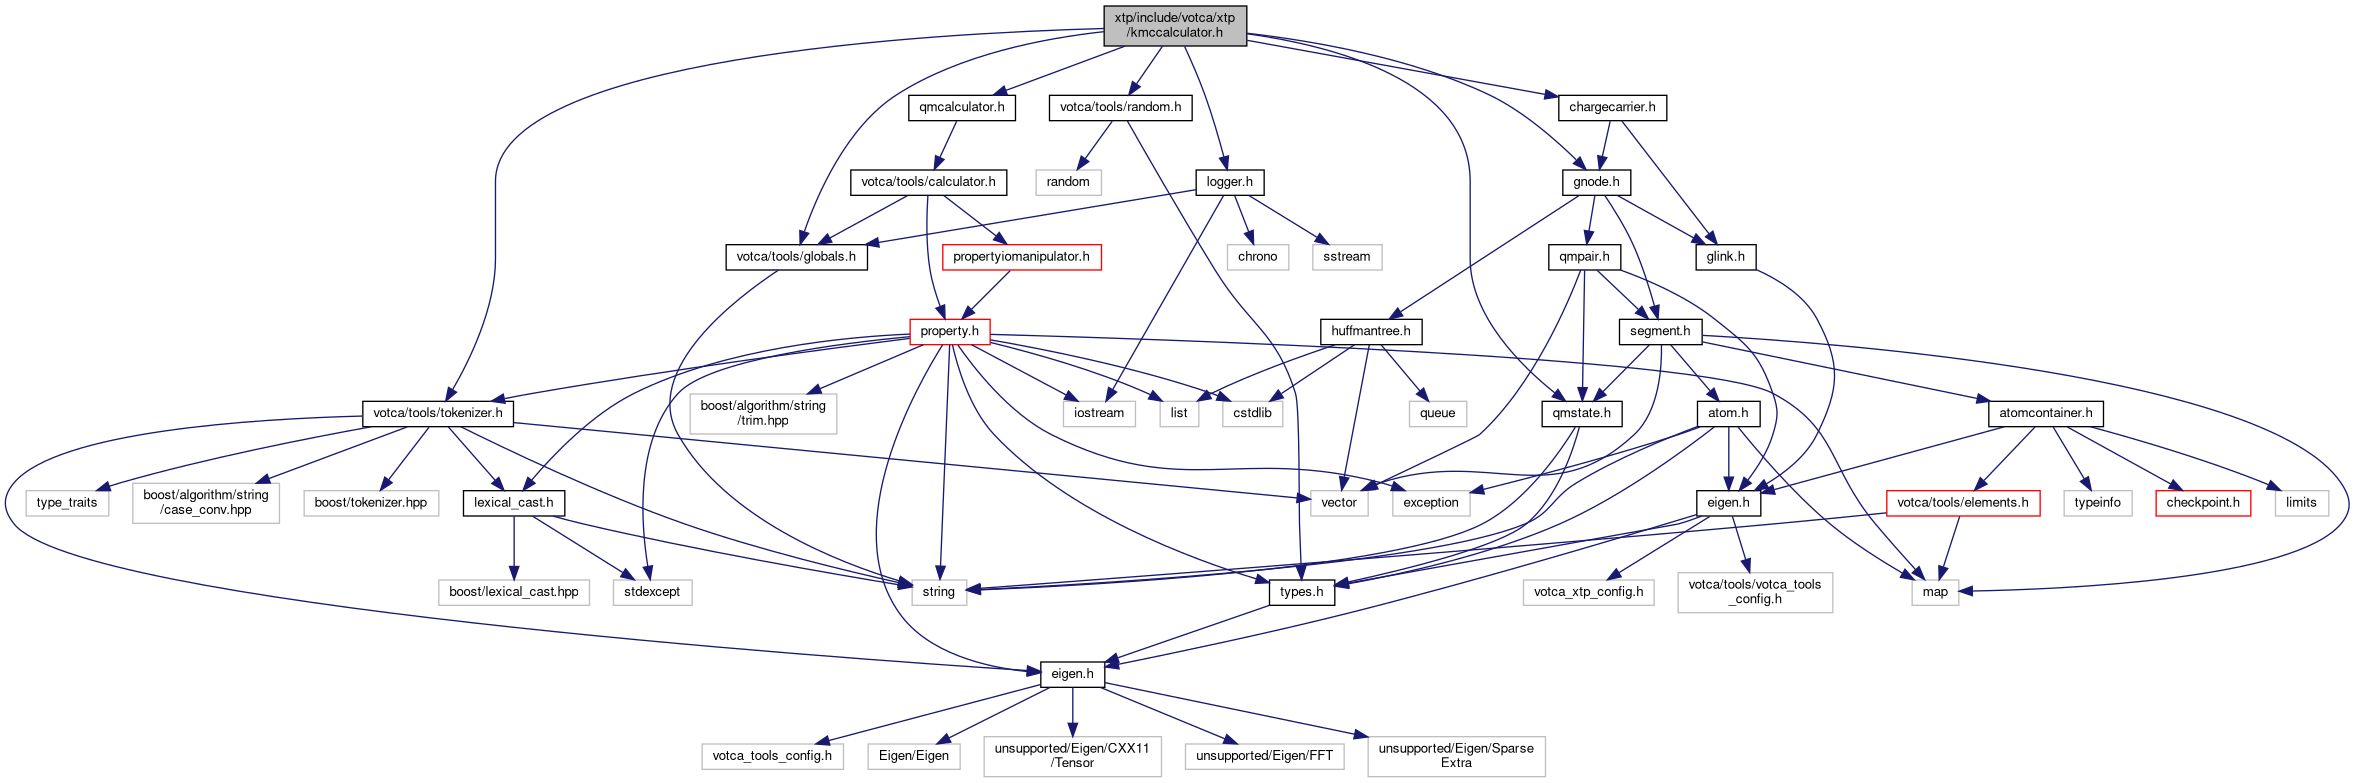 xtp/include/votca/xtp
/kmccalculator.h
qmcalculator.h
votca/tools/random.h
chargecarrier.h
votca/tools/calculator.h
random
logger.h
gnode.h
votca/tools/globals.h
propertyiomanipulator.h
chrono
sstream
qmpair.h
glink.h
property.h
huffmantree.h
segment.h
votca/tools/tokenizer.h
boost/algorithm/string
/trim.hpp
iostream
list
cstdlib
queue
qmstate.h
atom.h
atomcontainer.h
type_traits
boost/algorithm/string
/case_conv.hpp
boost/tokenizer.hpp
lexical_cast.h
vector
exception
eigen.h
votca/tools/elements.h
typeinfo
checkpoint.h
limits
boost/lexical_cast.hpp
stdexcept
string
types.h
votca_xtp_config.h
votca/tools/votca_tools
_config.h
map
eigen.h
votca_tools_config.h
Eigen/Eigen
unsupported/Eigen/CXX11
/Tensor
unsupported/Eigen/FFT
unsupported/Eigen/Sparse
Extra